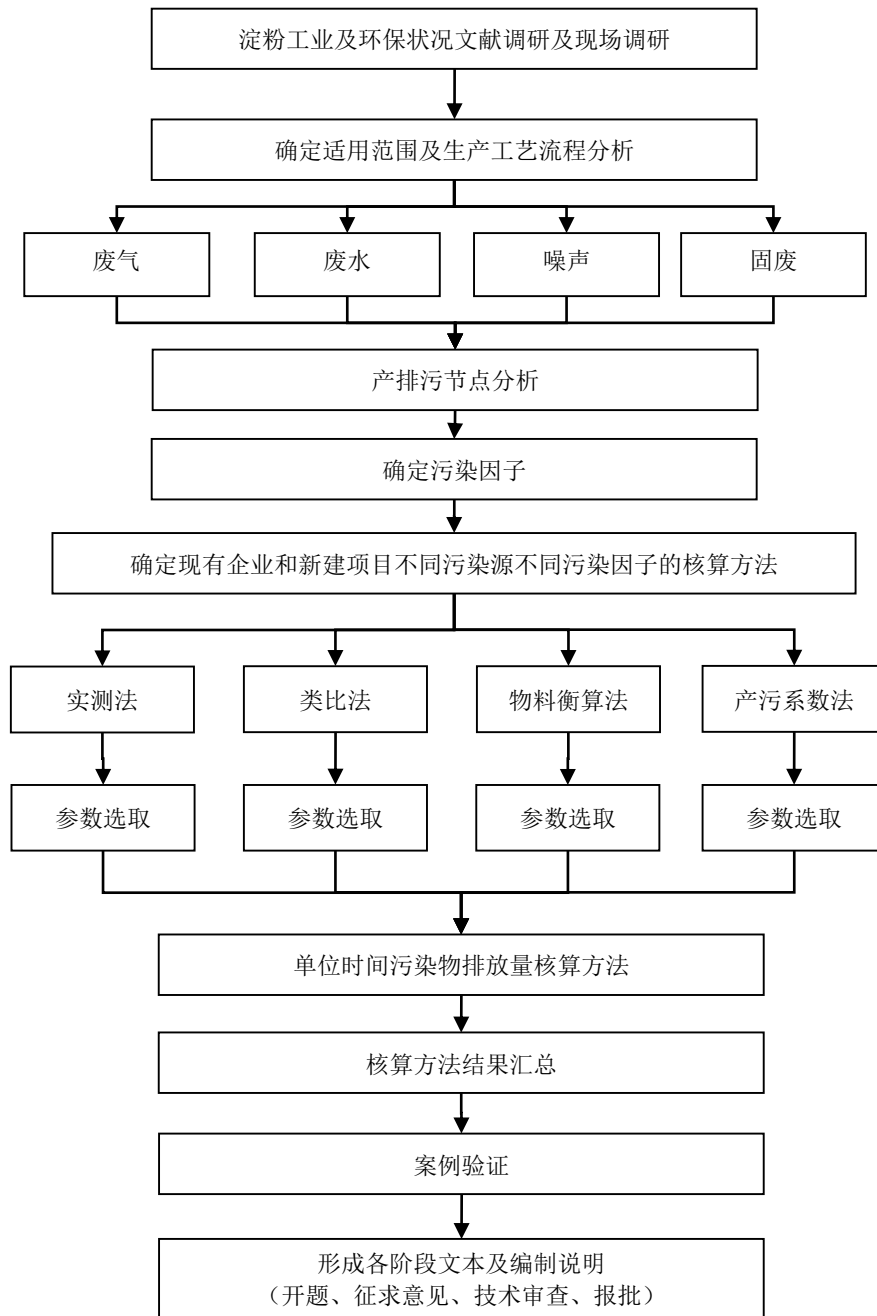 淀粉工业及环保状况文献调研及现场调研
确定适用范围及生产工艺流程分析
废气
废水
噪声
固废
产排污节点分析
确定污染因子
确定现有企业和新建项目不同污染源不同污染因子的核算方法
实测法
类比法
物料衡算法
产污系数法
参数选取
参数选取
参数选取
参数选取
单位时间污染物排放量核算方法
核算方法结果汇总
案例验证
形成各阶段文本及编制说明
（开题、征求意见、技术审查、报批）